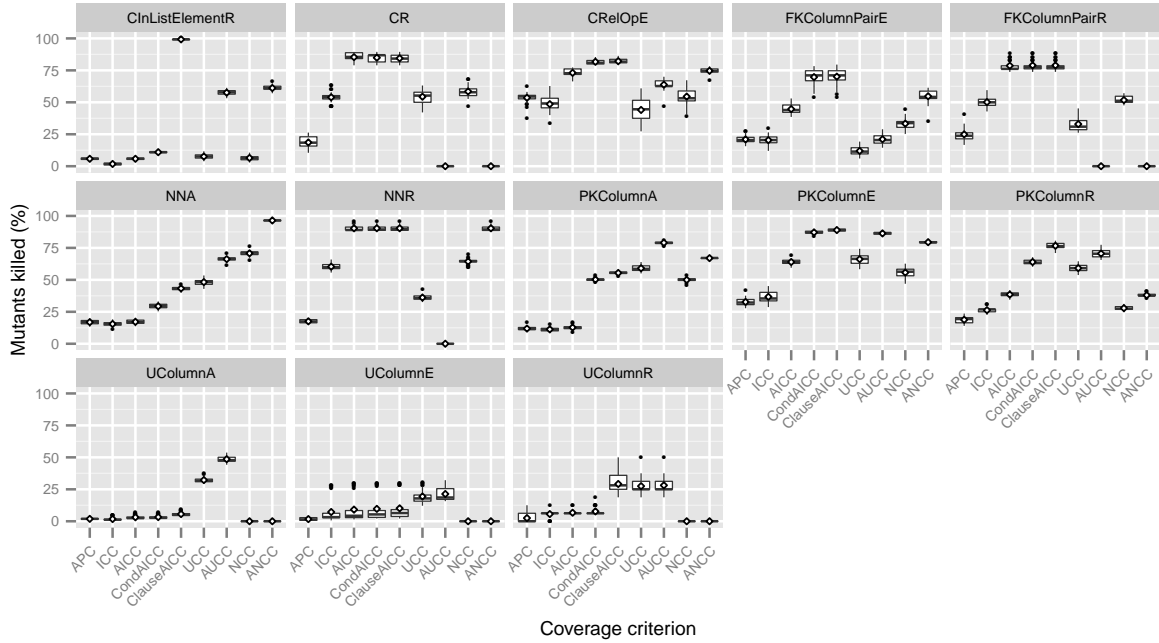 CInListElementR CR CRelOpE FKColumnPairE FKColumnPairR
100
75
50
25
0
NNA NNR PKColumnA PKColumnE PKColumnR
100
75
50
25
0
UColumnA UColumnE UColumnR
100
75
50
25
0
Mutants killed (%)
APC ICC AICC CondAICC ClauseAICC UCC AUCC NCC ANCC
APC ICC AICC CondAICC ClauseAICC UCC AUCC NCC ANCC
APC ICC AICC CondAICC ClauseAICC UCC AUCC NCC ANCC
APC ICC AICC CondAICC ClauseAICC UCC AUCC NCC ANCC
APC ICC AICC CondAICC ClauseAICC UCC AUCC NCC ANCC
Coverage criterion